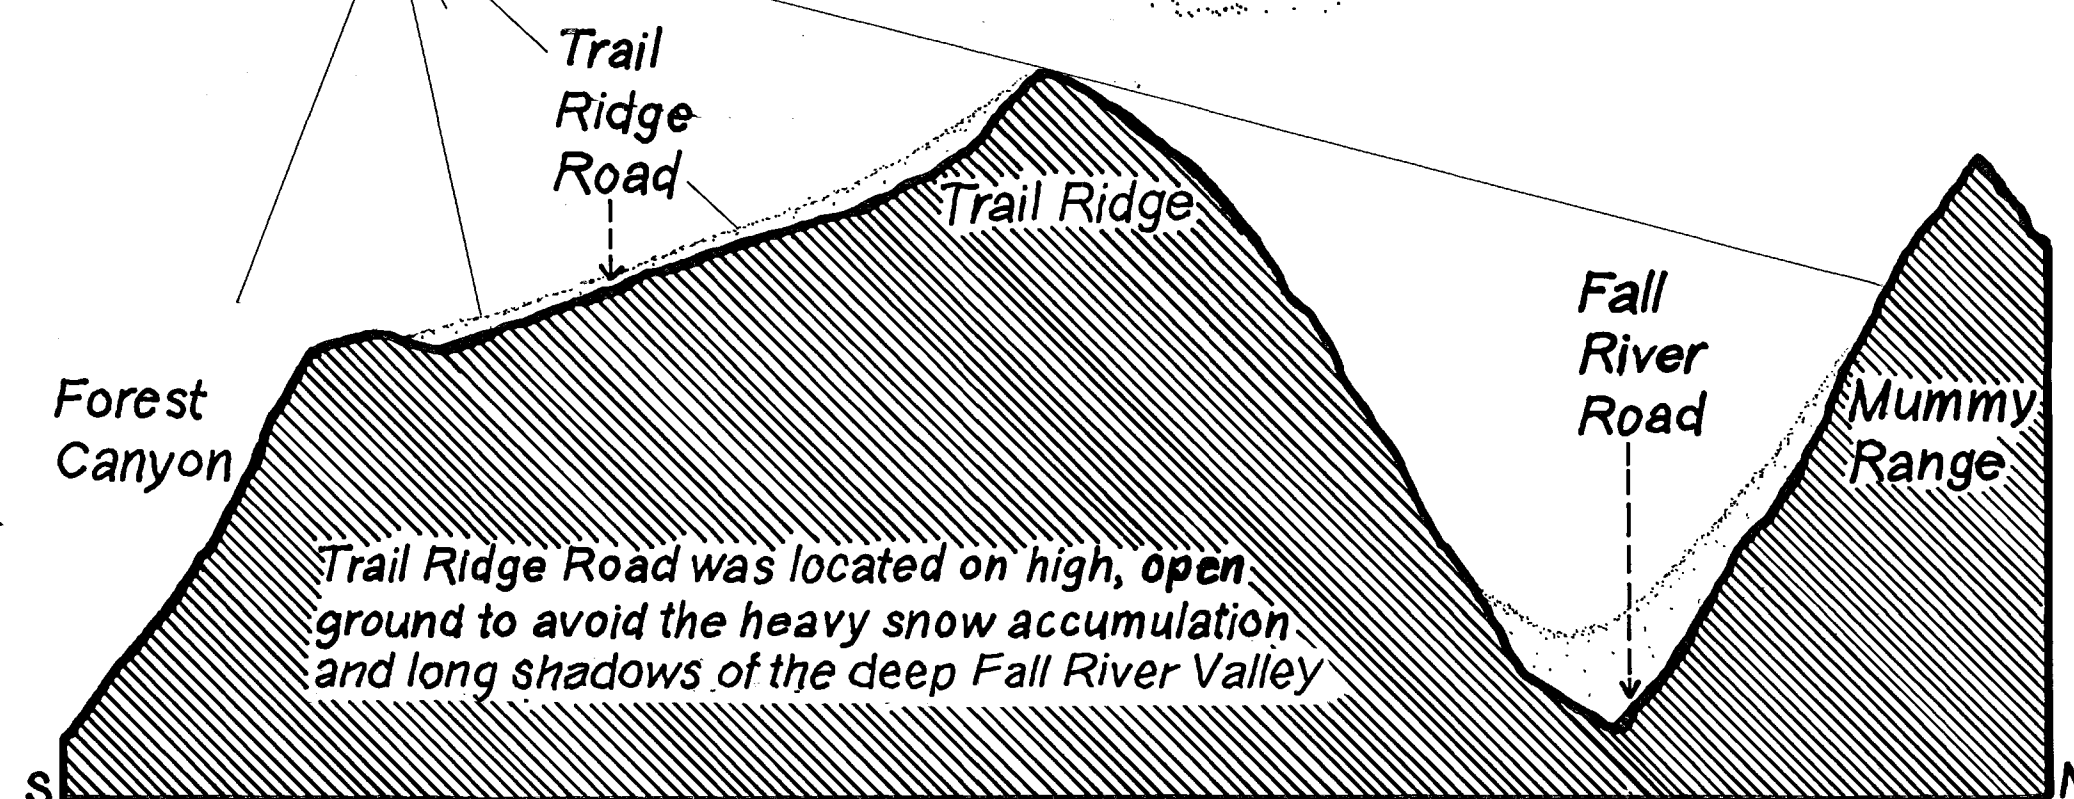 Trail
Ridge
Road
Trail Ridge
Fall
River
Road
Forest
Canyon
Mummy
Range
Trail Ridge Road was located on high, open
ground to avoid the heavy snow accumulation
and long shadows of the deep Fall River Valley
S
N